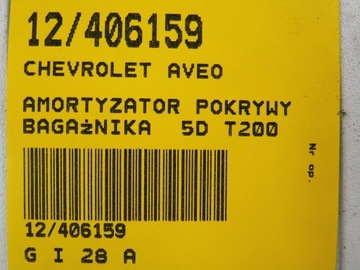 12/406159
CHEVROLET AVEO
AMORTYZATOR POKRYWY
BAGAżNIKA 5D T200
Nr op.
12/406159
G I 28 A